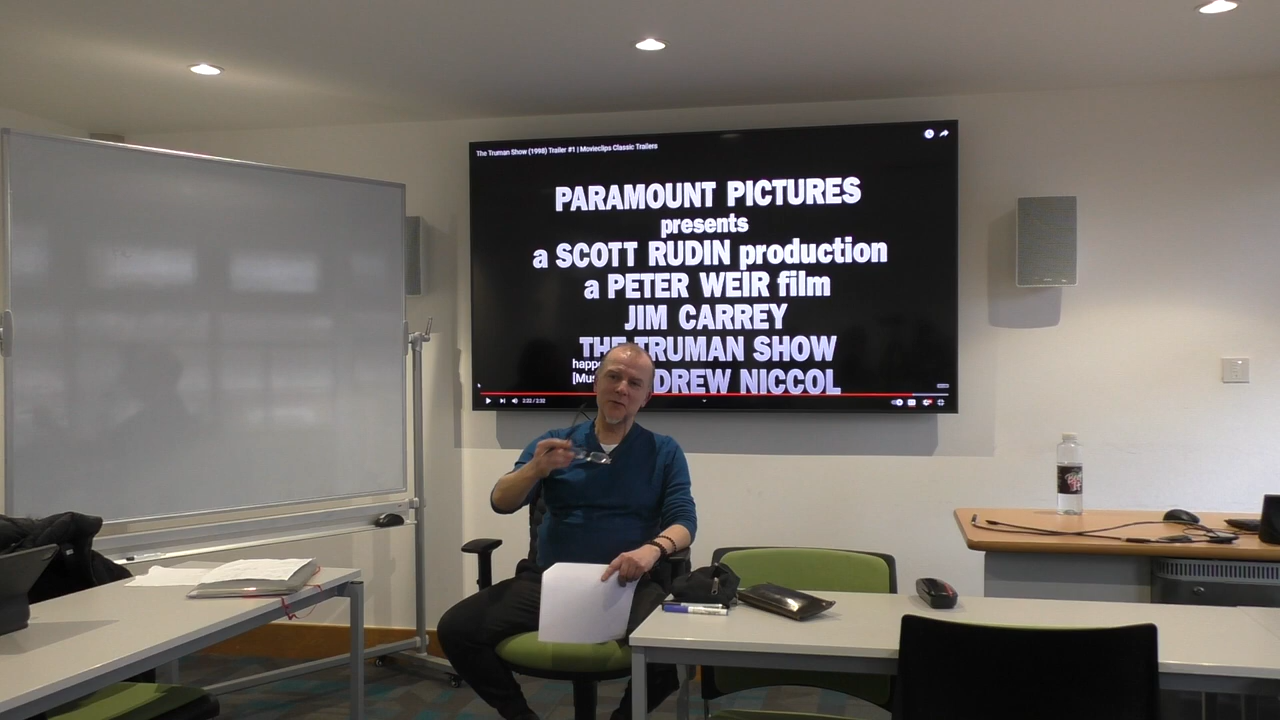 The Truman Show (1998) Trailer #1 | Movieclips Classic Trailers
PARAMOUNT PICTURES
presents
a SCOTT RUDIN production
a PETER WEIR film
JIM CARREY
THE TRUMAN SHOW
DREW NICCOL
2:22 / 2:32